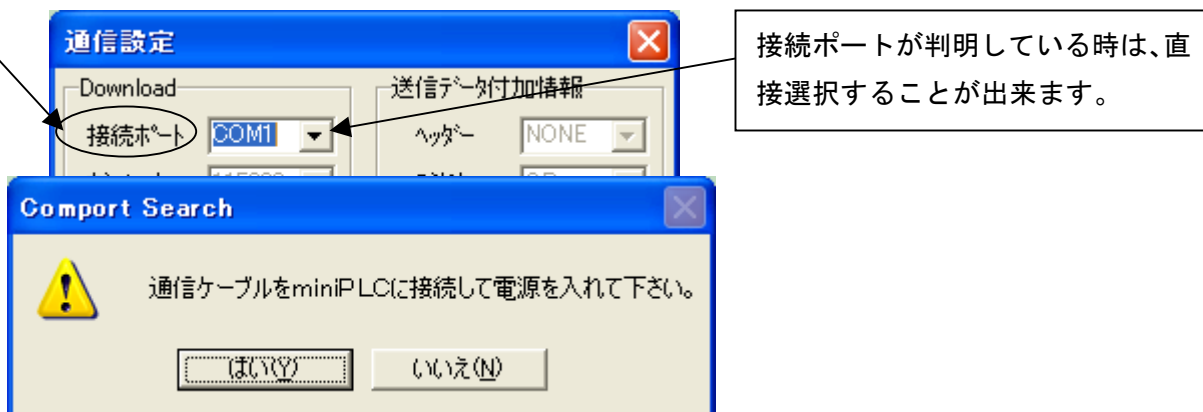 通信設定
Download
接続ポート COM1
送信データ付加情報
ヘッダー NONE
接続ポートが判明している時は、直
接選択することが出来ます。
Comport Search
通信ケーブルをminiPLCに接続して電源を入れて下さい。
はい(Y)
いいえ(N)